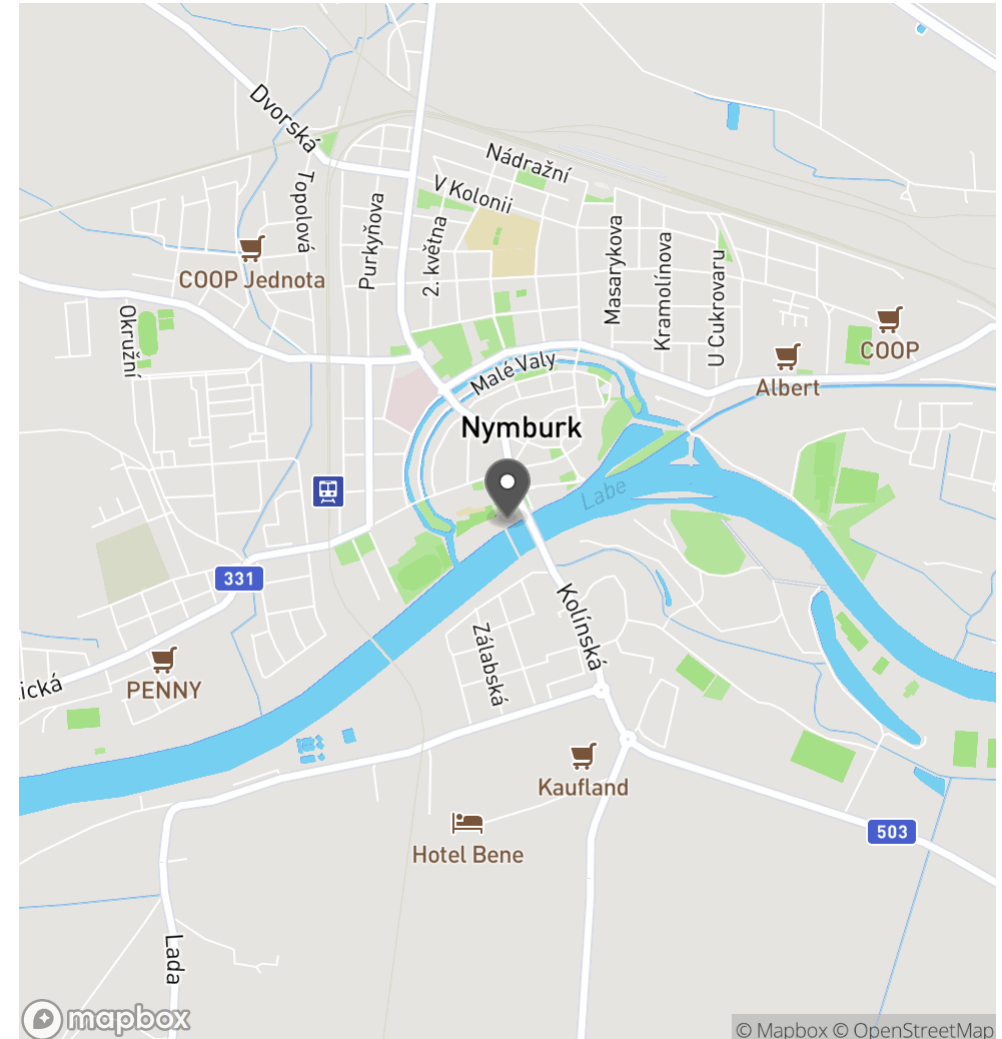 Dvorská
Nádražní
V Kolonii
Topolová
Purkyňova
2. května
Masarykova
Kramolínova
U Cukrovaru
COOP Jednota
Okružní
COOP
Malé Valy
Albert
Nymburk
Labe
331
Kolínská
Zálabská
ická
PENNY
Kaufland
503
Hotel Bene
Lada
mapbox
© Mapbox © OpenStreetMap